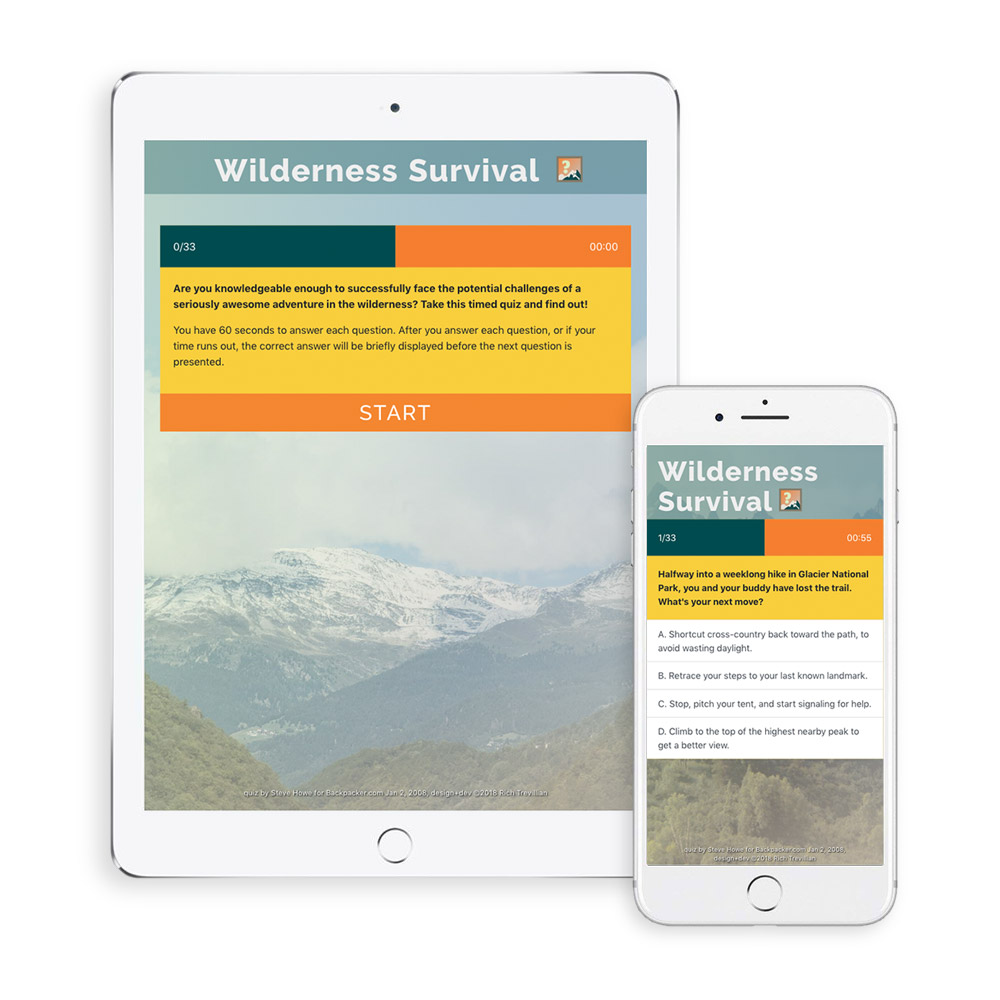 Wilderness Survival
0/33 00:00
Are you knowledgeable enough to successfully face the potential challenges of a
seriously awesome adventure in the wilderness? Take this timed quiz and find out!
You have 60 seconds to answer each question. After you answer each question, or if your
time runs out, the correct answer will be briefly displayed before the next question is
presented.
START
quiz by Steve Howe for Backpacker.com Jan 2, 2008, design+dev ©2018 Rich Trevillian
Wilderness
Survival
1/33 00:55
Halfway into a weeklong hike in Glacier National
Park, you and your buddy have lost the trail.
What's your next move?
A. Shortcut cross-country back toward the path, to
avoid wasting daylight.
B. Retrace your steps to your last known landmark.
C. Stop, pitch your tent, and start signaling for help.
D. Climb to the top of the highest nearby peak to
get a better view.
quiz by Steve Howe for Backpacker.com Jan 2, 2008,
design+dev ©2018 Rich Trevillian